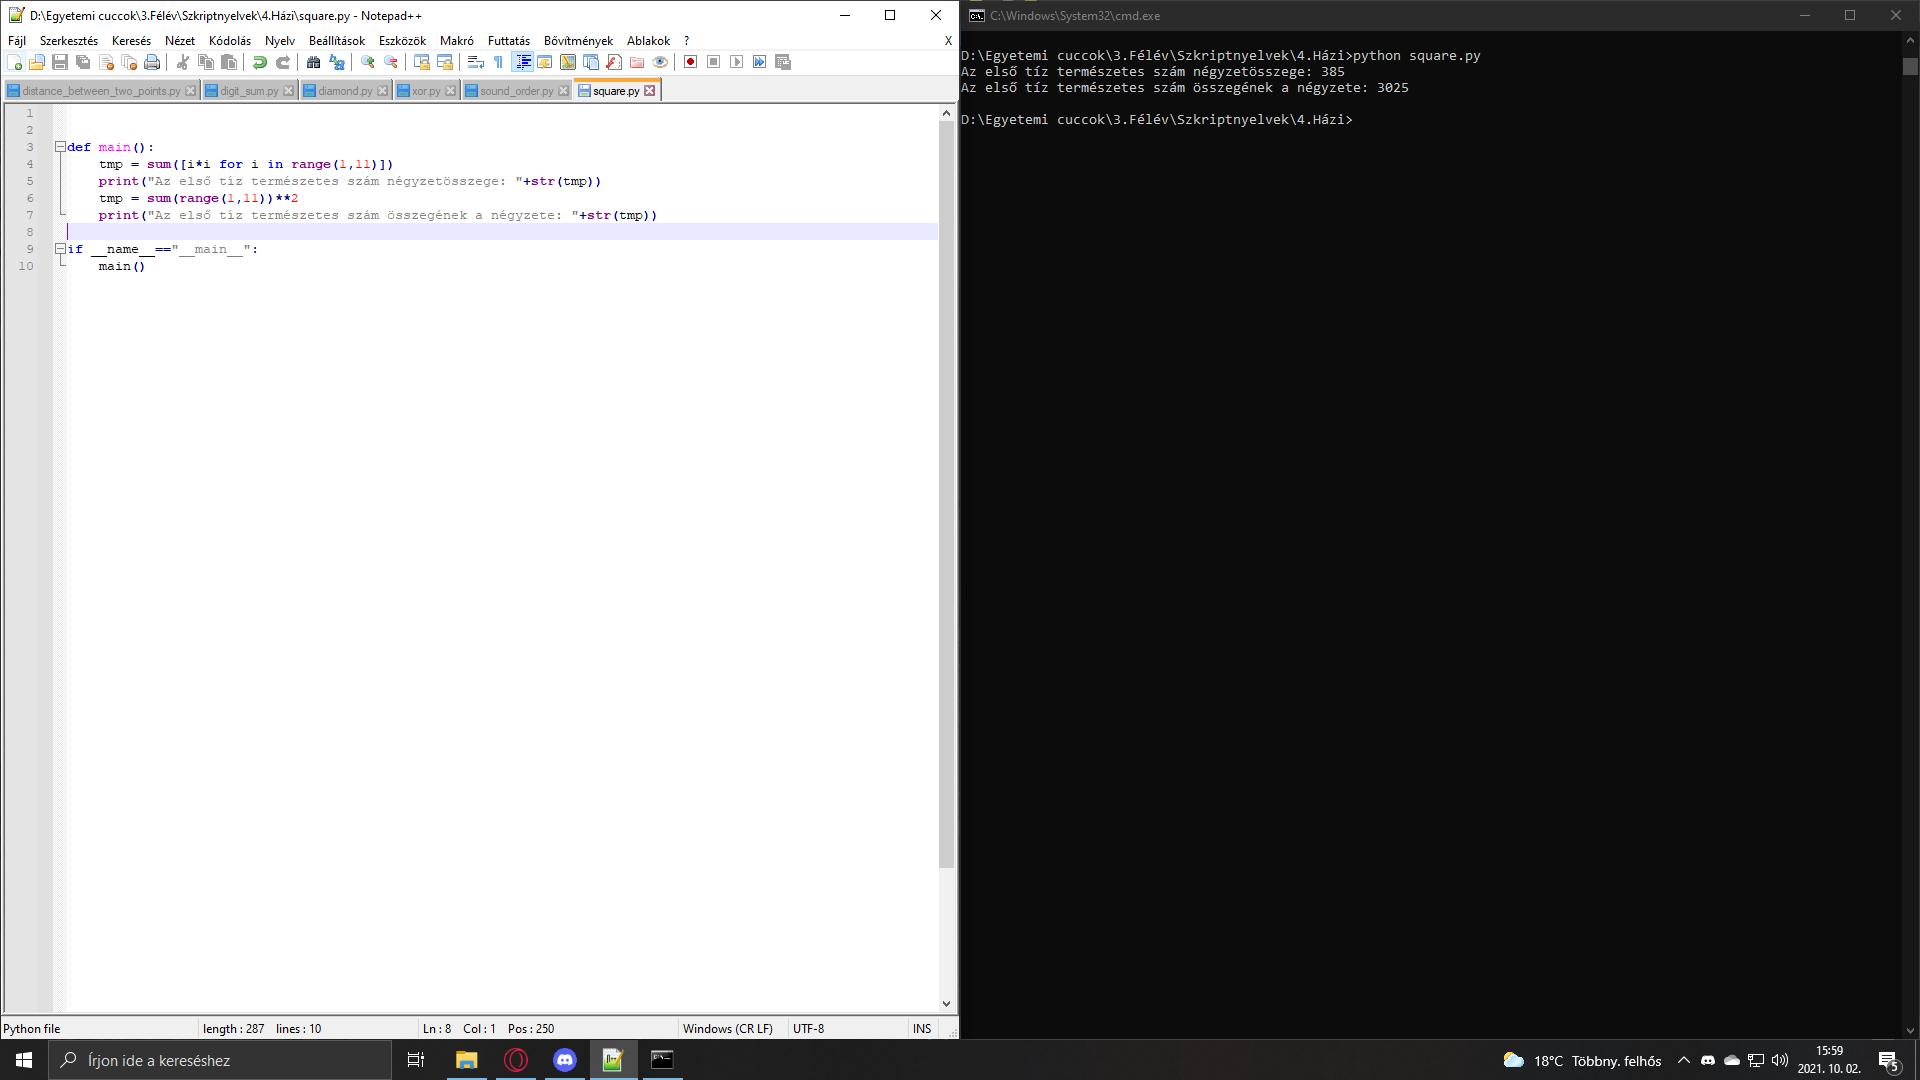 D:\Egyetemi cuccok\3.Félév\Szkriptnyelvek\4.Házi\square.py - Notepad++
Fájl Szerkesztés Keresés Nézet Kódolás Nyelv Beállítások Eszközök Makró Futtatás Bővítmények Ablakok ? X
distance_between_two_points.py digit_sum.py diamond.py xor.py sound_order.py square.py
1
2
3 def main():
4 tmp = sum([i*i for i in range(1,11)])
5 print("Az első tíz természetes szám négyzetösszege: "+str(tmp))
6 tmp = sum(range(1,11))**2
7 print("Az első tíz természetes szám összegének a négyzete: "+str(tmp))
8
9 if __name__=="__main__":
10 main()
Python file length : 287 lines : 10 Ln : 8 Col : 1 Pos : 250 Windows (CR LF) UTF-8 INS
C:\Windows\System32\cmd.exe
D:\Egyetemi cuccok\3.Félév\Szkriptnyelvek\4.Házi>python square.py
Az első tíz természetes szám négyzetösszege: 385
Az első tíz természetes szám összegének a négyzete: 3025
D:\Egyetemi cuccok\3.Félév\Szkriptnyelvek\4.Házi>
Írjon ide a kereséshez
18°C Többny. felhős
15:59
2021. 10. 02.
5